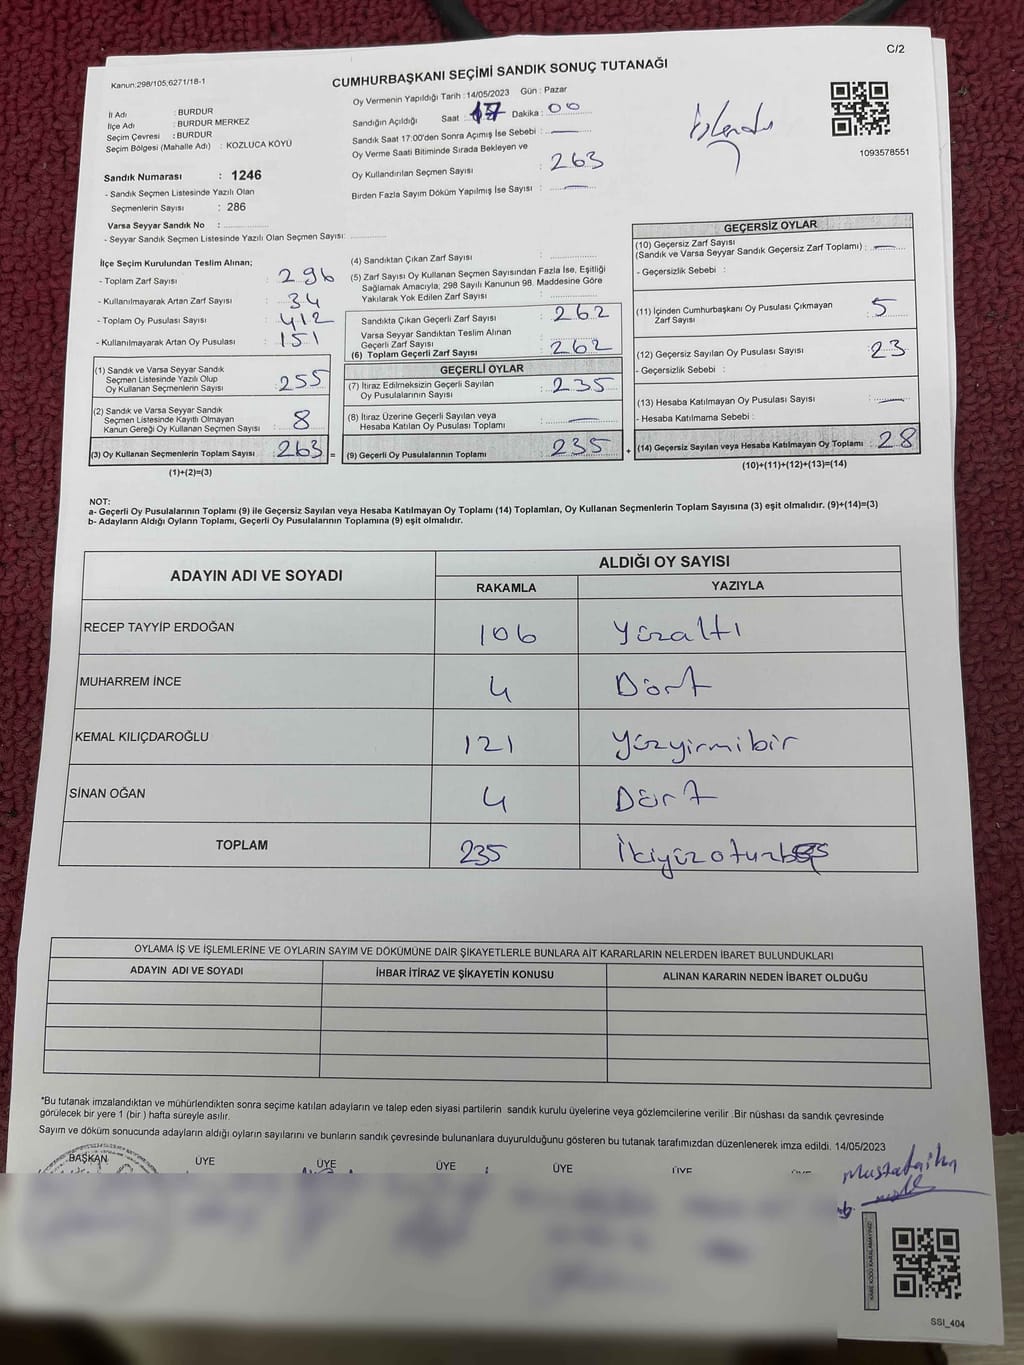 C/2
Kanun:298/105,6271/18-1
CUMHURBAŞKANI SEÇİMİ SANDIK SONUÇ TUTANAĞI
İl Adı : BURDUR
İlçe Adı : BURDUR MERKEZ
Seçim Çevresi : BURDUR
Seçim Bölgesi (Mahalle Adı) : KOZLUCA KÖYÜ
Sandık Numarası : 1246
- Sandık Seçmen Listesinde Yazılı Olan
Seçmenlerin Sayısı : 286
Varsa Seyyar Sandık No :
- Seyyar Sandık Seçmen Listesinde Yazılı Olan Seçmen Sayısı:
Oy Vermenin Yapıldığı Tarih :14/05/2023 Gün : Pazar
Sandığın Açıldığı Saat : 17 Dakika : 00
Sandık Saat 17:00'den Sonra Açımış İse Sebebi : —
Oy Verme Saati Bitiminde Sırada Bekleyen ve
Oy Kullandırılan Seçmen Sayısı : 263
Birden Fazla Sayım Döküm Yapılmış İse Sayısı : —
İşlendi
1093578551
İlçe Seçim Kurulundan Teslim Alınan;
- Toplam Zarf Sayısı : 296
- Kullanılmayarak Artan Zarf Sayısı : 34
- Toplam Oy Pusulası Sayısı : 412
- Kullanılmayarak Artan Oy Pusulası : 151
(1) Sandık ve Varsa Seyyar Sandık
Seçmen Listesinde Yazılı Olup
Oy Kullanan Seçmenlerin Sayısı : 255
(2) Sandık ve Varsa Seyyar Sandık
Seçmen Listesinde Kayıtlı Olmayan
Kanun Gereği Oy Kullanan Seçmen Sayısı : 8
(3) Oy Kullanan Seçmenlerin Toplam Sayısı : 263 =
(1)+(2)=(3)
(4) Sandıktan Çıkan Zarf Sayısı :
(5) Zarf Sayısı Oy Kullanan Seçmen Sayısından Fazla İse, Eşitliği
Sağlamak Amacıyla; 298 Sayılı Kanunun 98. Maddesine Göre
Yakılarak Yok Edilen Zarf Sayısı :
Sandıkta Çıkan Geçerli Zarf Sayısı : 262
Varsa Seyyar Sandıktan Teslim Alınan
Geçerli Zarf Sayısı
(6) Toplam Geçerli Zarf Sayısı : 262
GEÇERLİ OYLAR
(7) İtiraz Edilmeksizin Geçerli Sayılan
Oy Pusulalarının Sayısı : 235
(8) İtiraz Üzerine Geçerli Sayılan veya
Hesaba Katılan Oy Pusulası Toplamı : —
(9) Geçerli Oy Pusulalarının Toplamı : 235 +
GEÇERSİZ OYLAR
(10) Geçersiz Zarf Sayısı
(Sandık ve Varsa Seyyar Sandık Geçersiz Zarf Toplamı) : —
- Geçersizlik Sebebi :
(11) İçinden Cumhurbaşkanı Oy Pusulası Çıkmayan
Zarf Sayısı : 5
(12) Geçersiz Sayılan Oy Pusulası Sayısı : 23
- Geçersizlik Sebebi :
(13) Hesaba Katılmayan Oy Pusulası Sayısı : —
- Hesaba Katılmama Sebebi :
(14) Geçersiz Sayılan veya Hesaba Katılmayan Oy Toplamı : 28
(10)+(11)+(12)+(13)=(14)
NOT:
a- Geçerli Oy Pusulalarının Toplamı (9) ile Geçersiz Sayılan veya Hesaba Katılmayan Oy Toplamı (14) Toplamları, Oy Kullanan Seçmenlerin Toplam Sayısına (3) eşit olmalıdır. (9)+(14)=(3)
b- Adayların Aldığı Oyların Toplamı, Geçerli Oy Pusulalarının Toplamına (9) eşit olmalıdır.
ADAYIN ADI VE SOYADI ALDIĞI OY SAYISI
RAKAMLA YAZIYLA
RECEP TAYYİP ERDOĞAN 106 Yüzaltı
MUHARREM İNCE 4 Dört
KEMAL KILIÇDAROĞLU 121 Yüzyirmibir
SİNAN OĞAN 4 Dört
TOPLAM 235 İkiyüzotuzbeş
OYLAMA İŞ VE İŞLEMLERİNE VE OYLARIN SAYIM VE DÖKÜMÜNE DAİR ŞİKAYETLERLE BUNLARA AİT KARARLARIN NELERDEN İBARET BULUNDUKLARI
ADAYIN ADI VE SOYADI İHBAR İTİRAZ VE ŞİKAYETİN KONUSU ALINAN KARARIN NEDEN İBARET OLDUĞU
*Bu tutanak imzalandıktan ve mühürlendikten sonra seçime katılan adayların ve talep eden siyasi partilerin sandık kurulu üyelerine veya gözlemcilerine verilir .Bir nüshası da sandık çevresinde
görülecek bir yere 1 (bir ) hafta süreyle asılır.
Sayım ve döküm sonucunda adayların aldığı oyların sayılarını ve bunların sandık çevresinde bulunanlara duyurulduğunu gösteren bu tutanak tarafımızdan düzenlenerek imza edildi. 14/05/2023
BAŞKAN ÜYE ÜYE ÜYE ÜYE ÜYE ÜYE
SSI_404